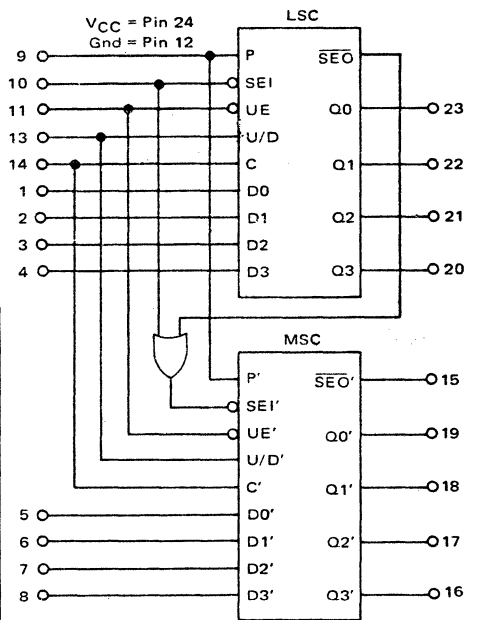 VCC = Pin 24
Gnd = Pin 12
LSC
9 P SEO
10 SEI
11 UE Q0 23
13 U/D
14 C Q1 22
1 D0
2 D1 Q2 21
3 D2
4 D3 Q3 20
MSC
P' SEO' 15
SEI'
UE' Q0' 19
U/D'
C' Q1' 18
5 D0'
6 D1' Q2' 17
7 D2'
8 D3' Q3' 16